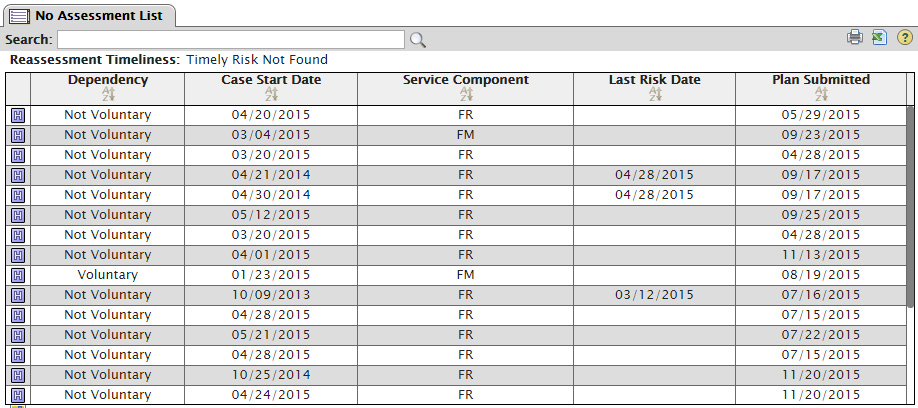 No Assessment List
Search:
Reassessment Timeliness: Timely Risk Not Found
Dependency Case Start Date Service Component Last Risk Date Plan Submitted
H Not Voluntary 04/20/2015 FR 05/29/2015
H Not Voluntary 03/04/2015 FM 09/23/2015
H Not Voluntary 03/20/2015 FR 04/28/2015
H Not Voluntary 04/21/2014 FR 04/28/2015 09/17/2015
H Not Voluntary 04/30/2014 FR 04/28/2015 09/17/2015
H Not Voluntary 05/12/2015 FR 09/25/2015
H Not Voluntary 03/20/2015 FR 04/28/2015
H Not Voluntary 04/01/2015 FR 11/13/2015
H Voluntary 01/23/2015 FM 08/19/2015
H Not Voluntary 10/09/2013 FR 03/12/2015 07/16/2015
H Not Voluntary 04/28/2015 FR 07/15/2015
H Not Voluntary 05/21/2015 FR 07/22/2015
H Not Voluntary 04/28/2015 FR 07/15/2015
H Not Voluntary 10/25/2014 FR 11/20/2015
H Not Voluntary 04/24/2015 FR 11/20/2015